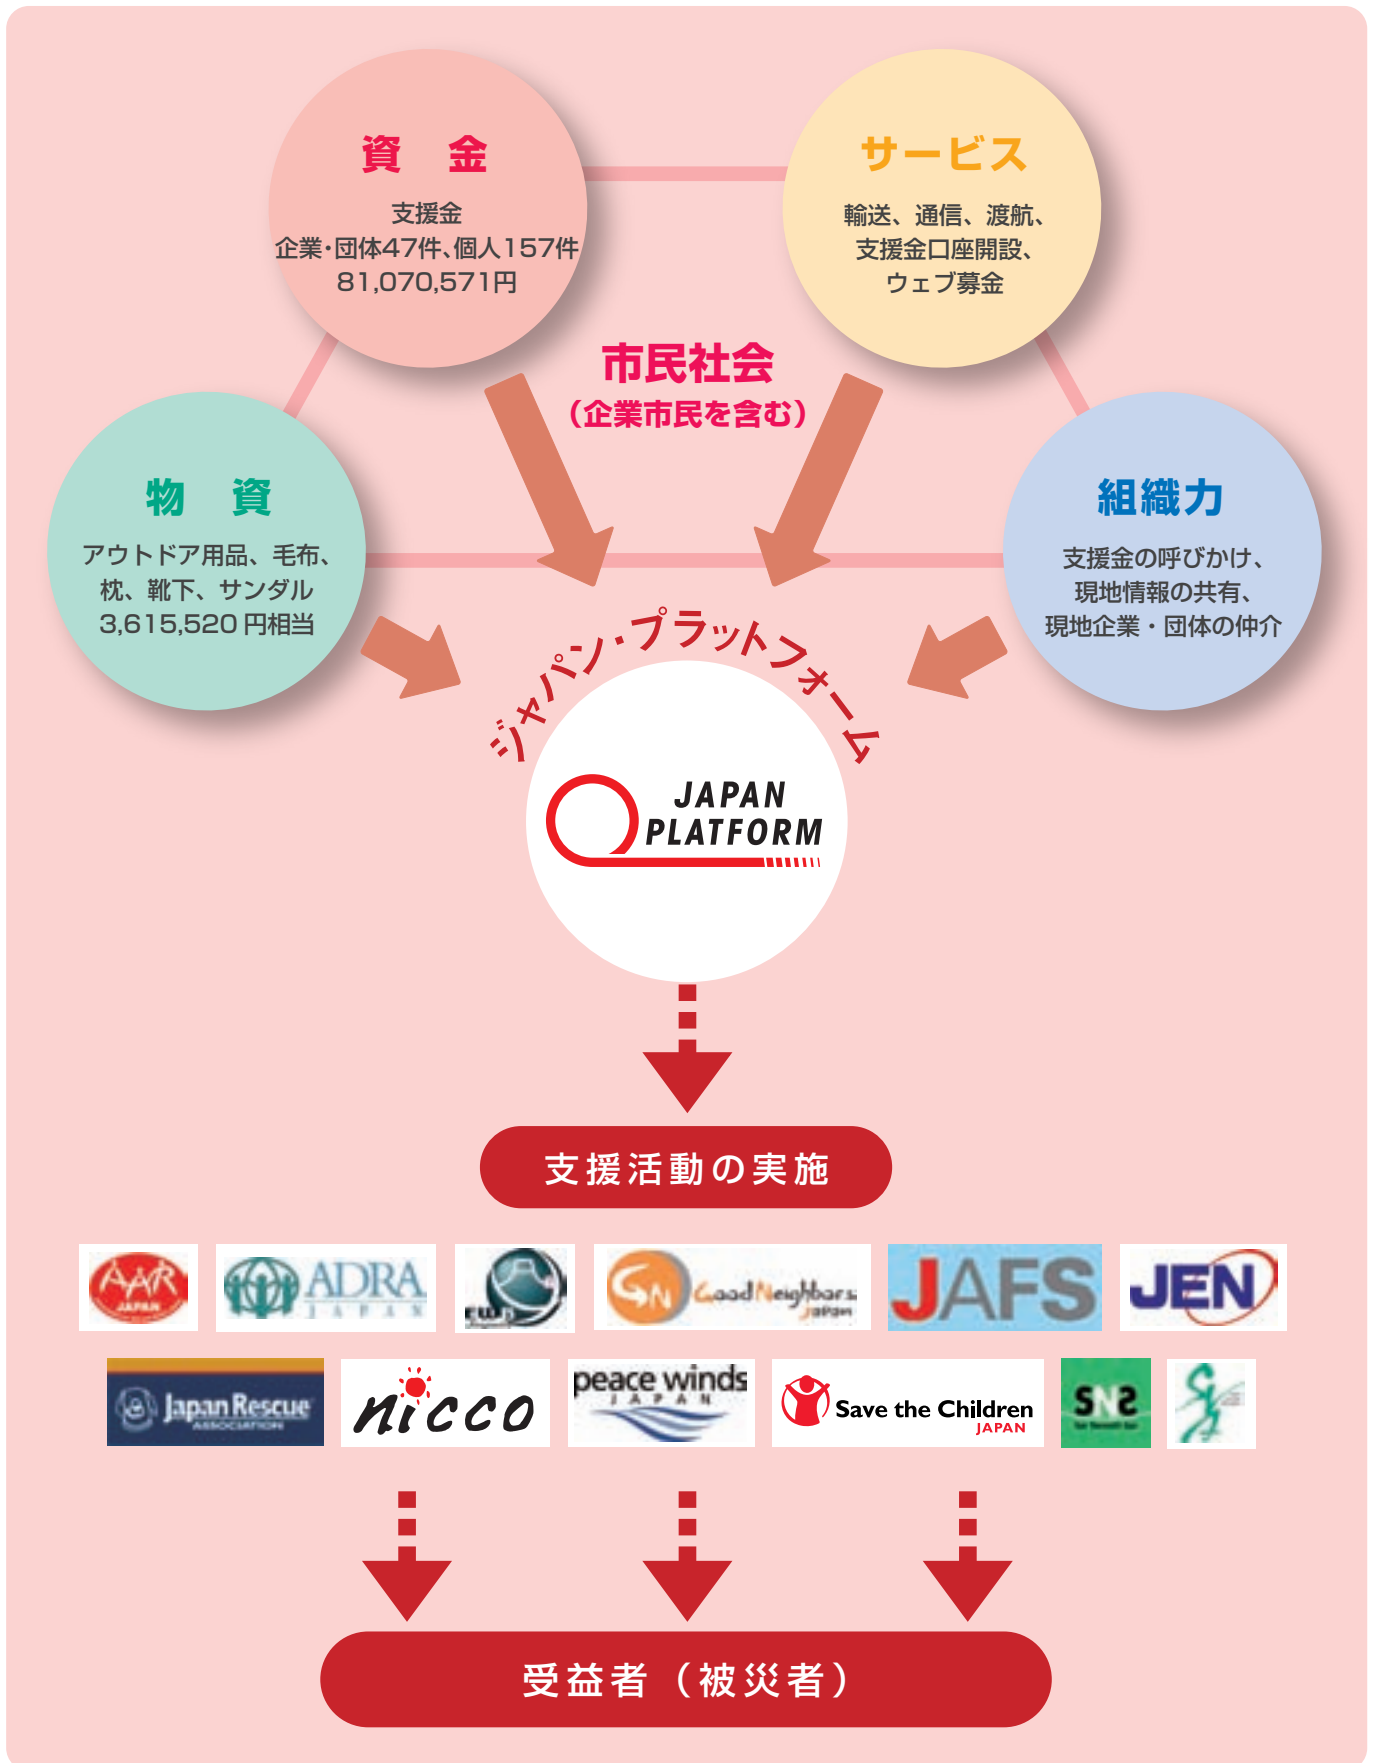 資 金
支援金
企業・団体47件、個人157件
81,070,571円
サービス
輸送、通信、渡航、
支援金口座開設、
ウェブ募金
市民社会
（企業市民を含む）
物 資
アウトドア用品、毛布、
枕、靴下、サンダル
3,615,520 円相当
組織力
支援金の呼びかけ、
現地情報の共有、
現地企業・団体の仲介
ジャパン・プラットフォーム
JAPAN
PLATFORM
支援活動の実施
AAR
JAPAN
ADRA
JAPAN
GN
Good Neighbors
Japan
JAFS
JEN
Japan Rescue
ASSOCIATION
nicco
peace winds
JAPAN
Save the Children
JAPAN
SNS
受益者（被災者）